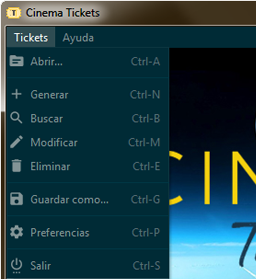 T Cinema Tickets
Tickets Ayuda
Abrir... Ctrl-A
Generar Ctrl-N
Buscar Ctrl-B
Modificar Ctrl-M
Eliminar Ctrl-E
Guardar como... Ctrl-G
Preferencias Ctrl-P
Salir Ctrl-S
CIN